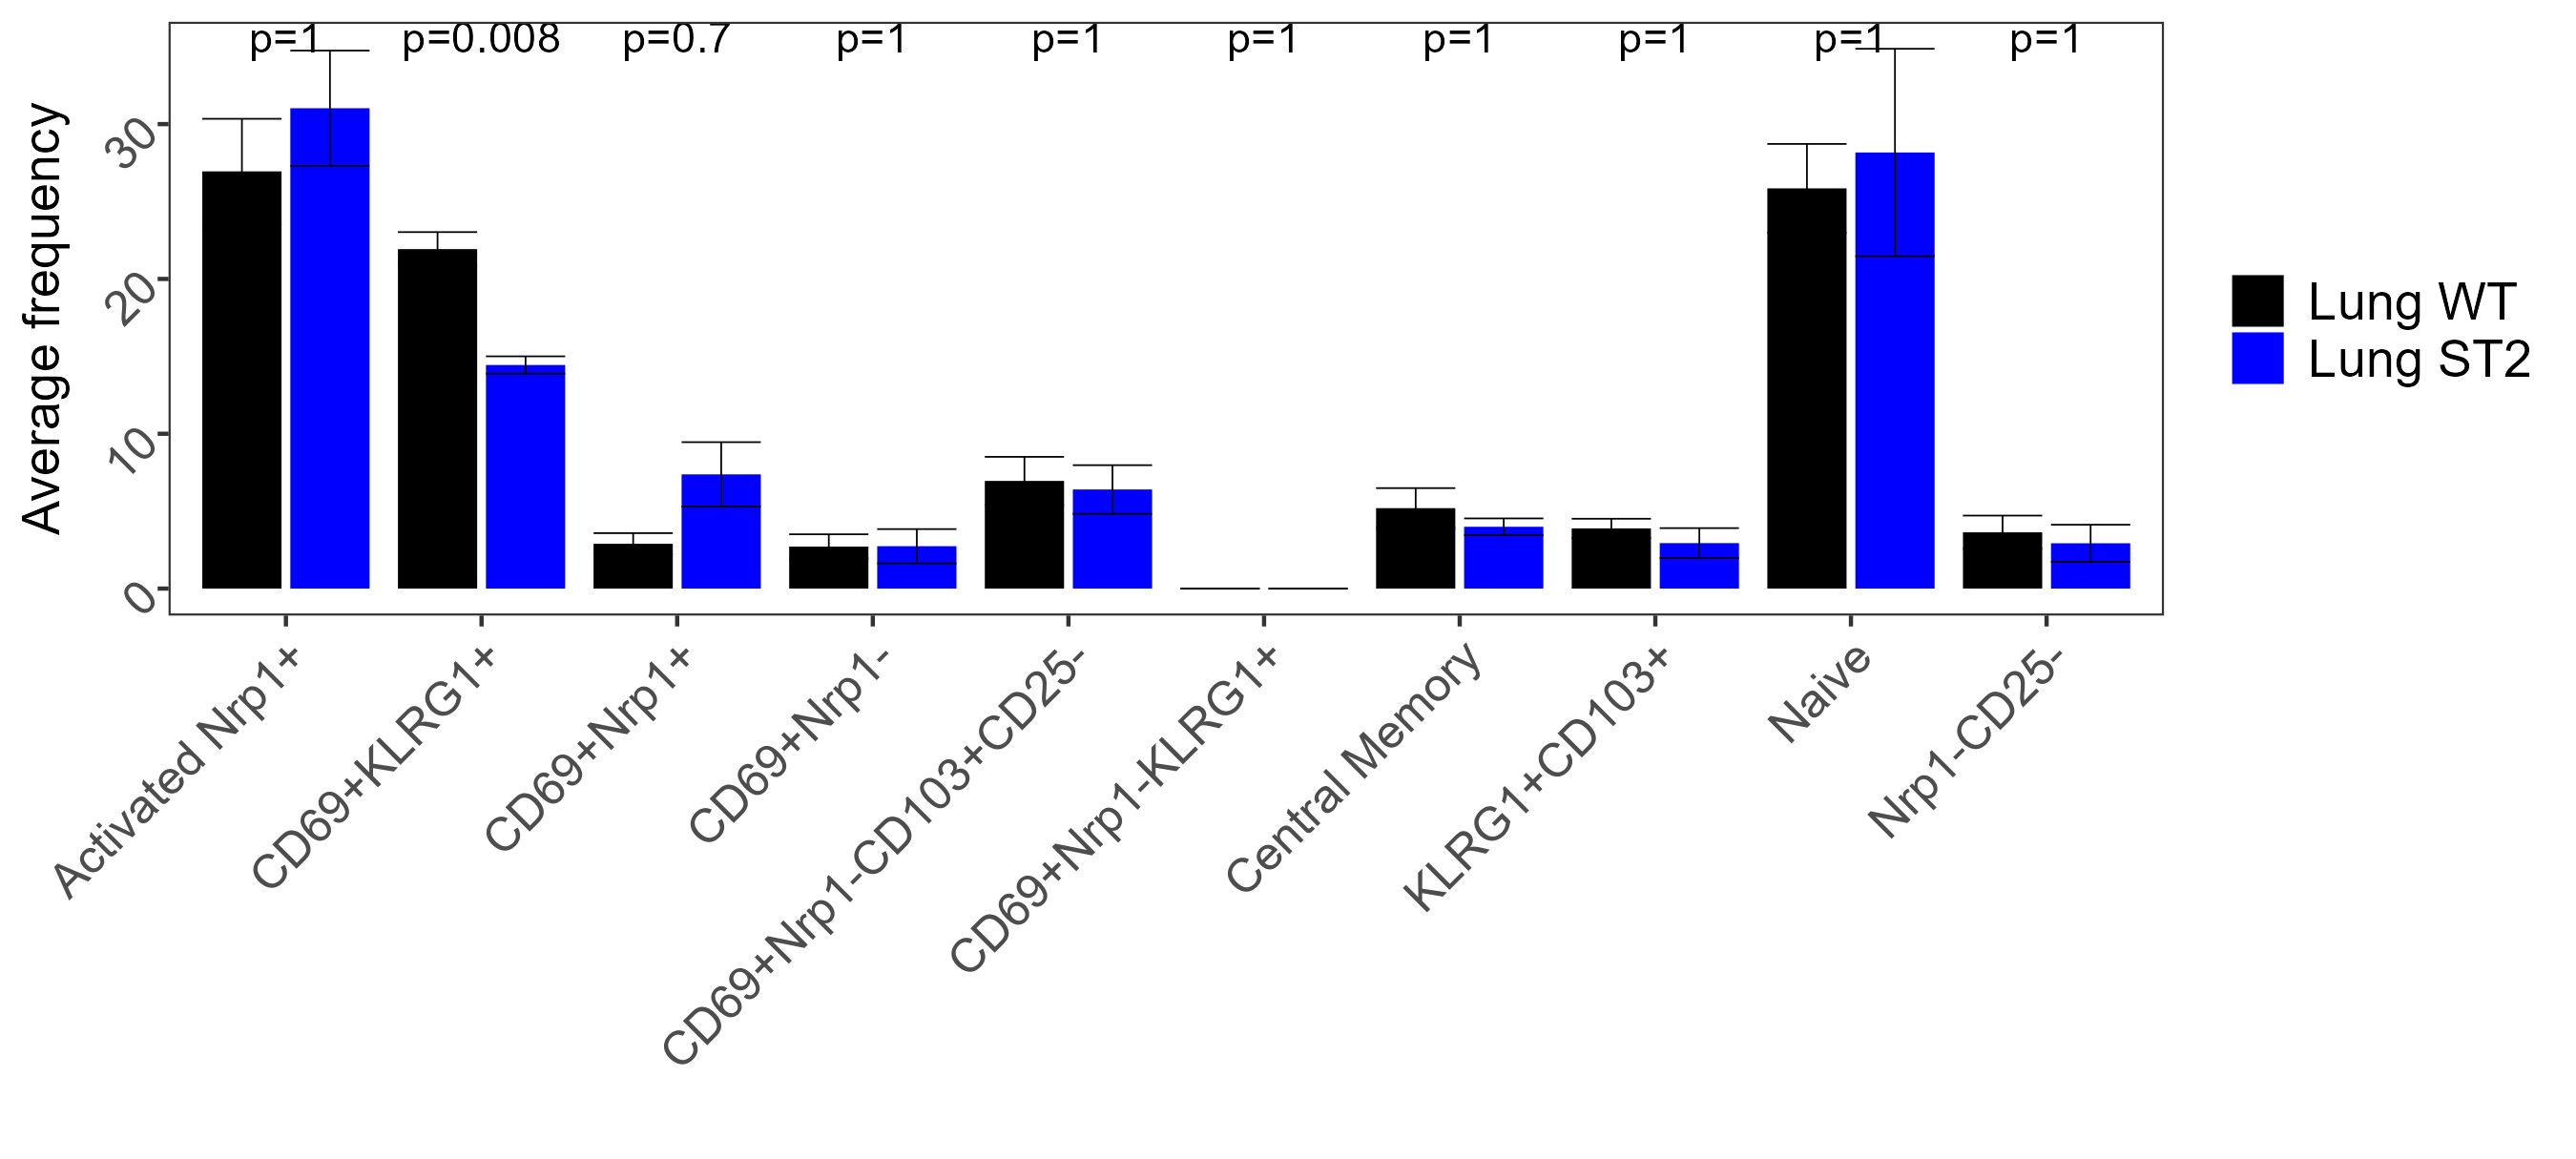 p=1 p=0.008 p=0.7 p=1 p=1 p=1 p=1 p=1 p=1 p=1
Average frequency
30
20
10
0
Lung WT
Lung ST2
Activated Nrp1+
CD69+KLRG1+
CD69+Nrp1+
CD69+Nrp1-
CD69+Nrp1-CD103+CD25-
CD69+Nrp1-KLRG1+
Central Memory
KLRG1+CD103+
Naive
Nrp1-CD25-